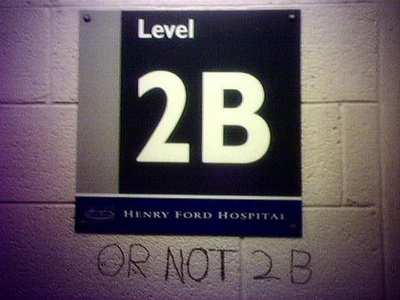 Level
2B
HENRY FORD HOSPITAL
OR NOT 2 B